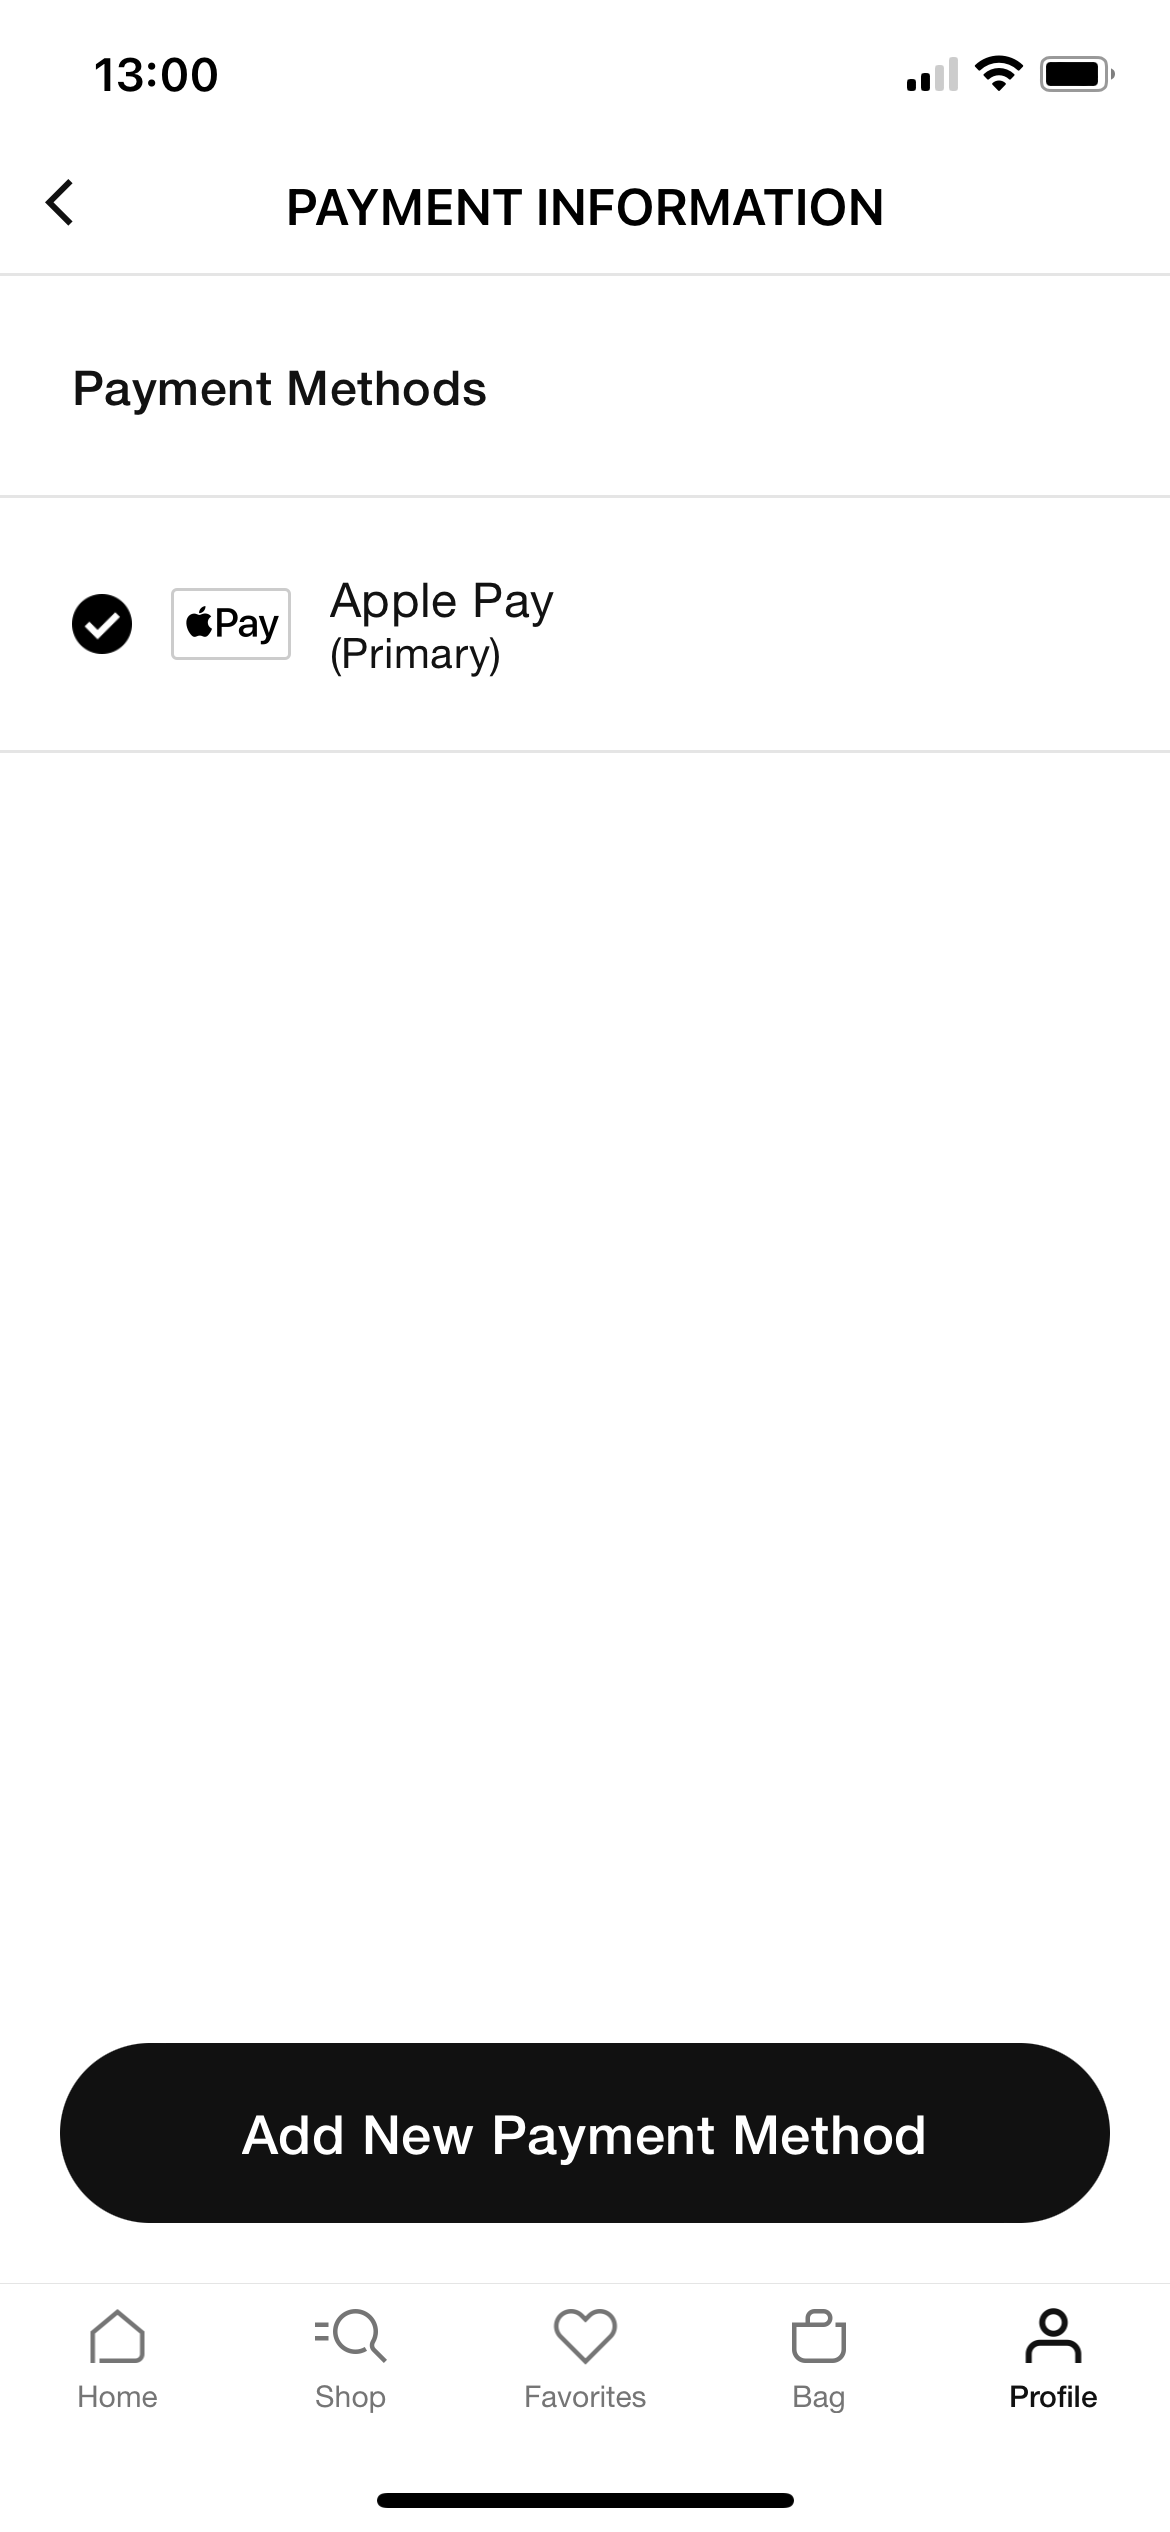 13:00
PAYMENT INFORMATION
Payment Methods
Pay
Apple Pay
(Primary)
Add New Payment Method
Home
Shop
Favorites
Bag
Profile